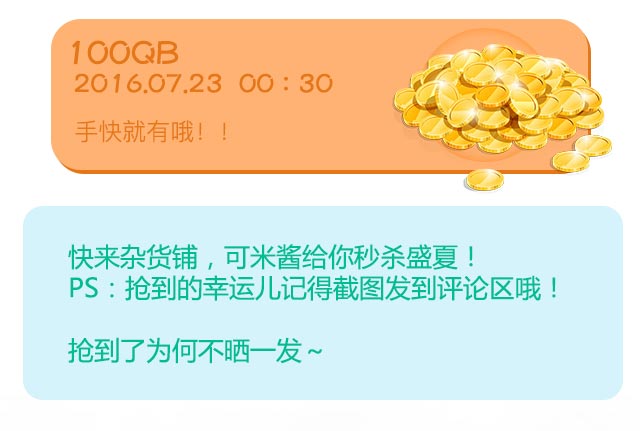 100QB
2016.07.23 00：30
手快就有哦！！
快来杂货铺，可米酱给你秒杀盛夏！
PS：抢到的幸运儿记得截图发到评论区哦！
抢到了为何不晒一发～